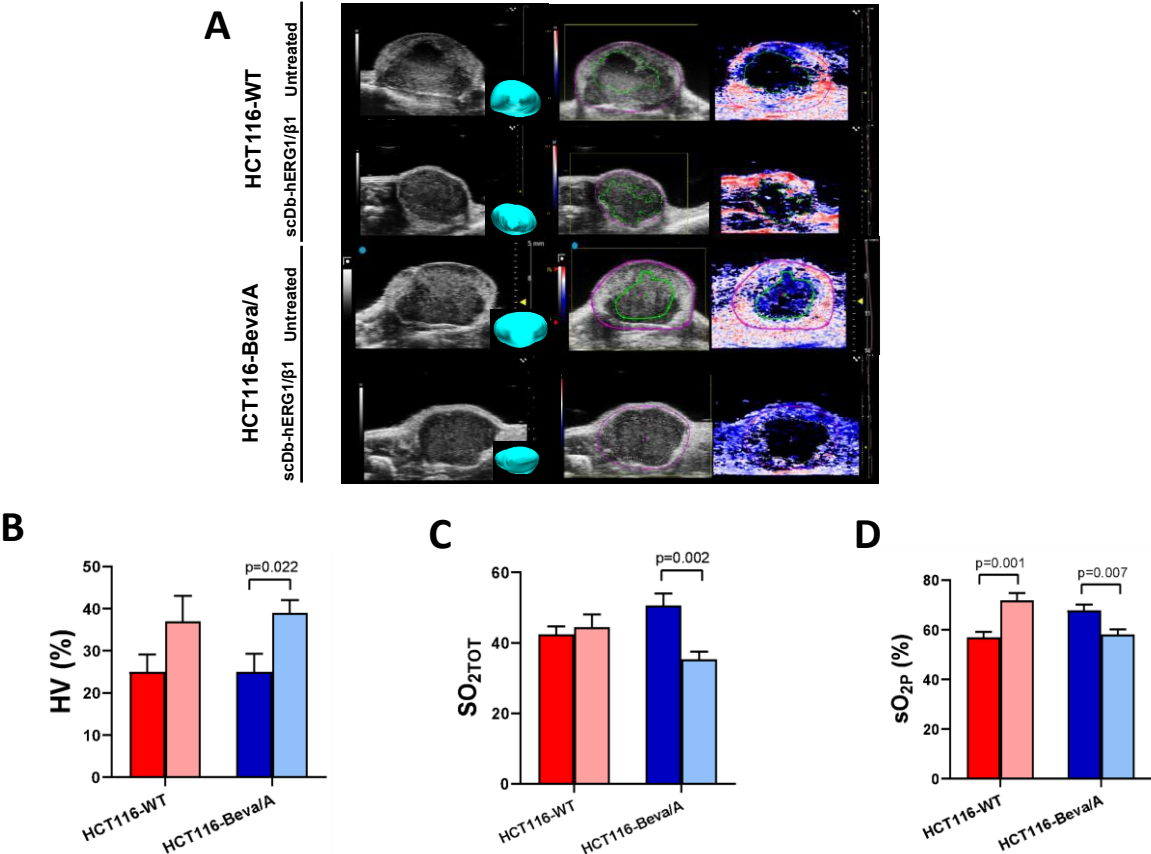 A
HCT116-WT
Untreated
scDb-hERG1/β1
HCT116-Beva/A
Untreated
scDb-hERG1/β1
5 mm
B
HV (%)
50
40
30
20
10
0
p=0.022
HCT116-WT
HCT116-Beva/A
C
SO2TOT
60
40
20
0
p=0.002
HCT116-WT
HCT116-Beva/A
D
sO2P (%)
80
60
40
20
0
p=0.001
p=0.007
HCT116-WT
HCT116-Beva/A